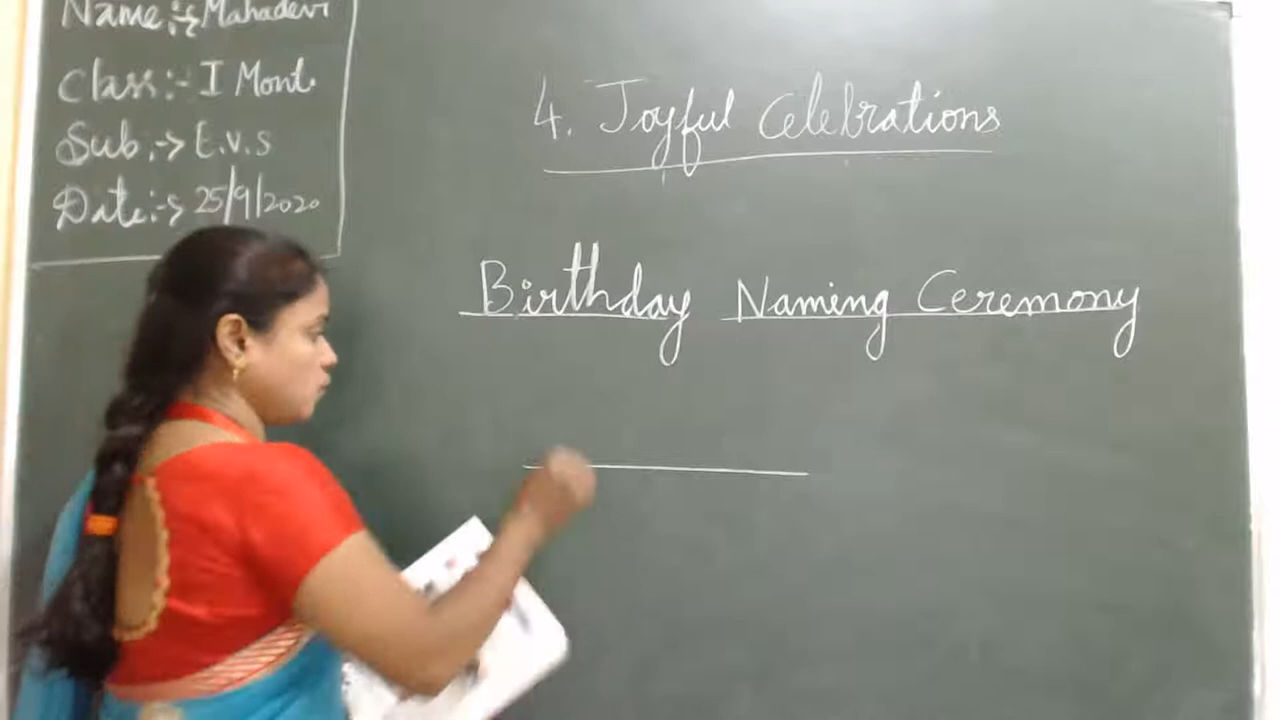 Name:- Mahadevi
Class:- I Mont.
Sub:-> E.v.s
Date:-> 25/9/2020
4. Joyful Celebrations
Birthday Naming Ceremony